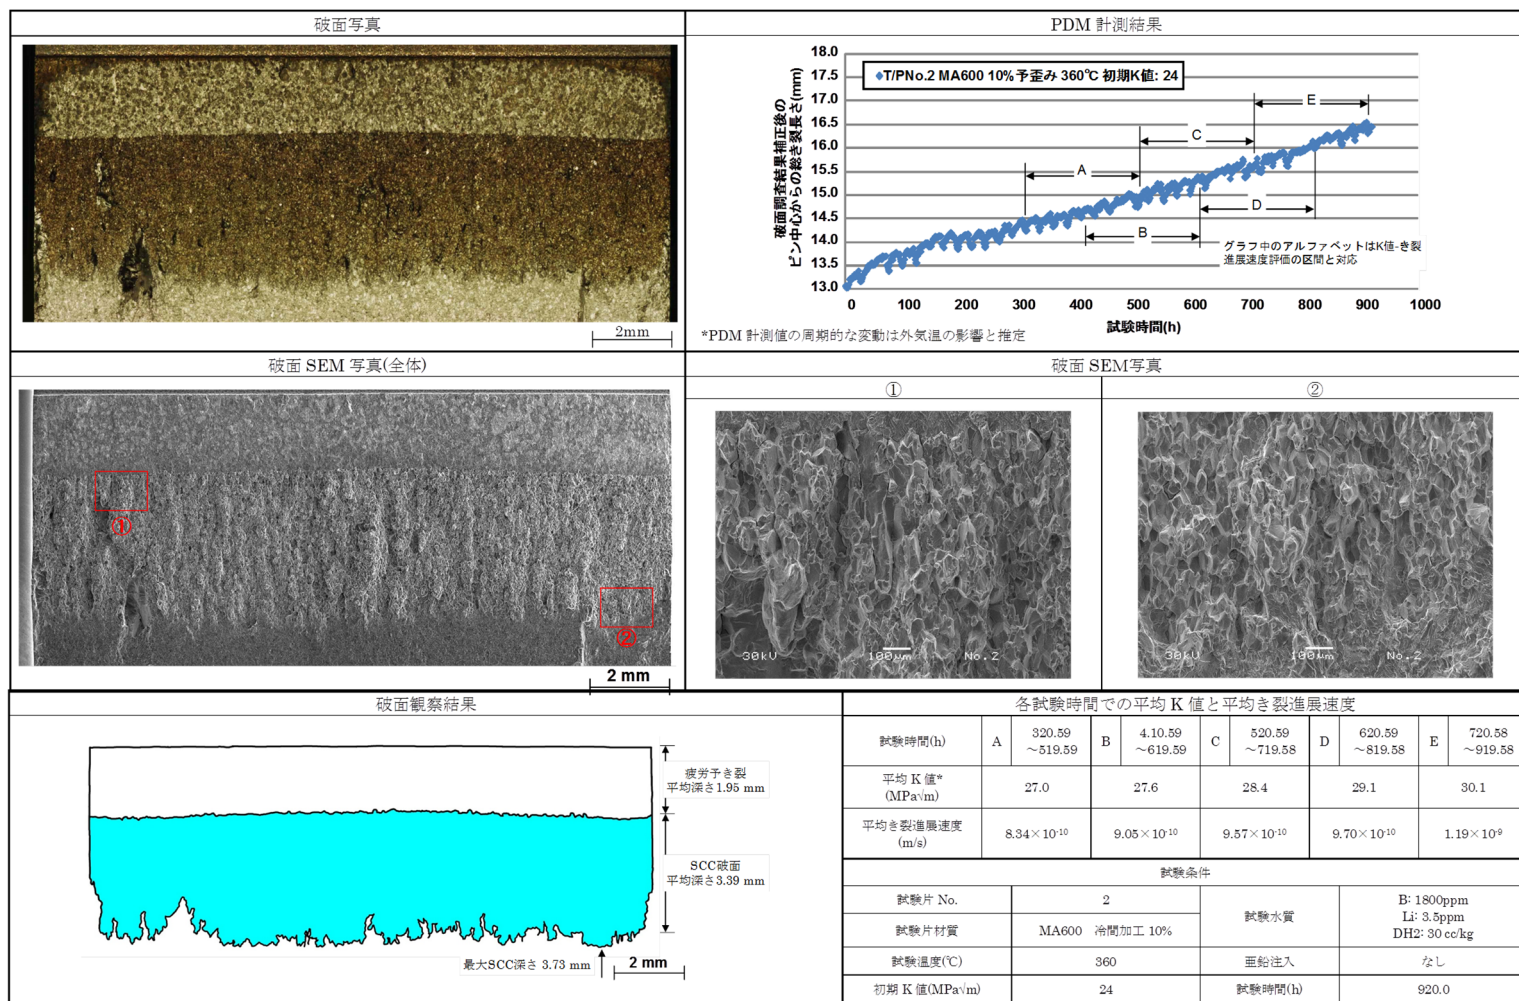 破面写真
2mm
PDM 計測結果
T/PNo.2 MA600 10%予歪み 360℃ 初期K値: 24
破面調査結果補正後の
ピン中心からの総き裂長さ(mm)
18.0
17.5
17.0
16.5
16.0
15.5
15.0
14.5
14.0
13.5
13.0
A
B
C
D
E
グラフ中のアルファベットはK値-き裂
進展速度評価の区間と対応
0 100 200 300 400 500 600 700 800 900 1000
試験時間(h)
*PDM 計測値の周期的な変動は外気温の影響と推定
破面 SEM 写真(全体)
①
②
2 mm
破面 SEM写真
① ②
30kV 100μm No.2
30kV 100μm No.2
破面観察結果
疲労予き裂
平均深さ1.95 mm
SCC破面
平均深さ3.39 mm
最大SCC深さ 3.73 mm
2 mm
各試験時間での平均 K 値と平均き裂進展速度
試験時間(h) A 320.59～519.59 B 4.10.59～619.59 C 520.59～719.58 D 620.59～819.58 E 720.58～919.58
平均 K 値* (MPa√m) 27.0 27.6 28.4 29.1 30.1
平均き裂進展速度 (m/s) 8.34×10⁻¹⁰ 9.05×10⁻¹⁰ 9.57×10⁻¹⁰ 9.70×10⁻¹⁰ 1.19×10⁻⁹
試験条件
試験片 No. 2 試験水質 B: 1800ppm
Li: 3.5ppm
DH2: 30 cc/kg
試験片材質 MA600 冷間加工 10%
試験温度(℃) 360 亜鉛注入 なし
初期 K 値(MPa√m) 24 試験時間(h) 920.0